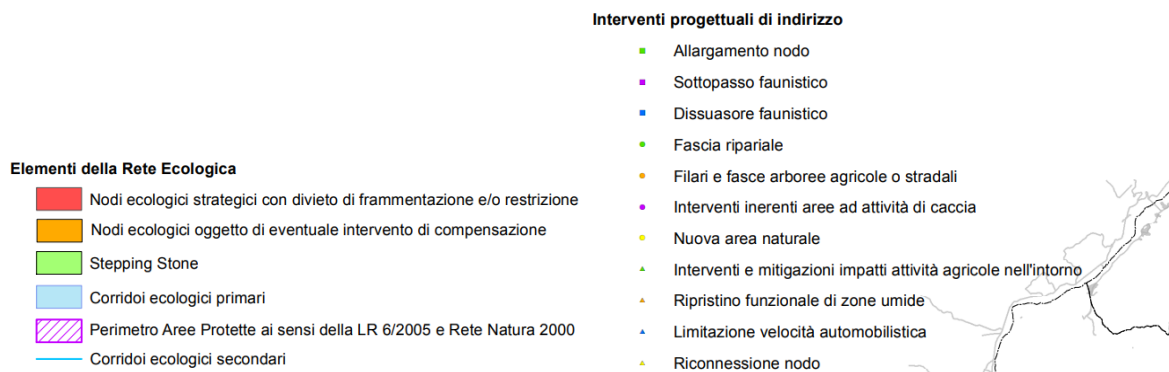 Interventi progettuali di indirizzo
Allargamento nodo
Sottopasso faunistico
Dissuasore faunistico
Fascia ripariale
Filari e fasce arboree agricole o stradali
Interventi inerenti aree ad attività di caccia
Nuova area naturale
Interventi e mitigazioni impatti attività agricole nell'intorno
Ripristino funzionale di zone umide
Limitazione velocità automobilistica
Riconnessione nodo
Elementi della Rete Ecologica
Nodi ecologici strategici con divieto di frammentazione e/o restrizione
Nodi ecologici oggetto di eventuale intervento di compensazione
Stepping Stone
Corridoi ecologici primari
Perimetro Aree Protette ai sensi della LR 6/2005 e Rete Natura 2000
Corridoi ecologici secondari